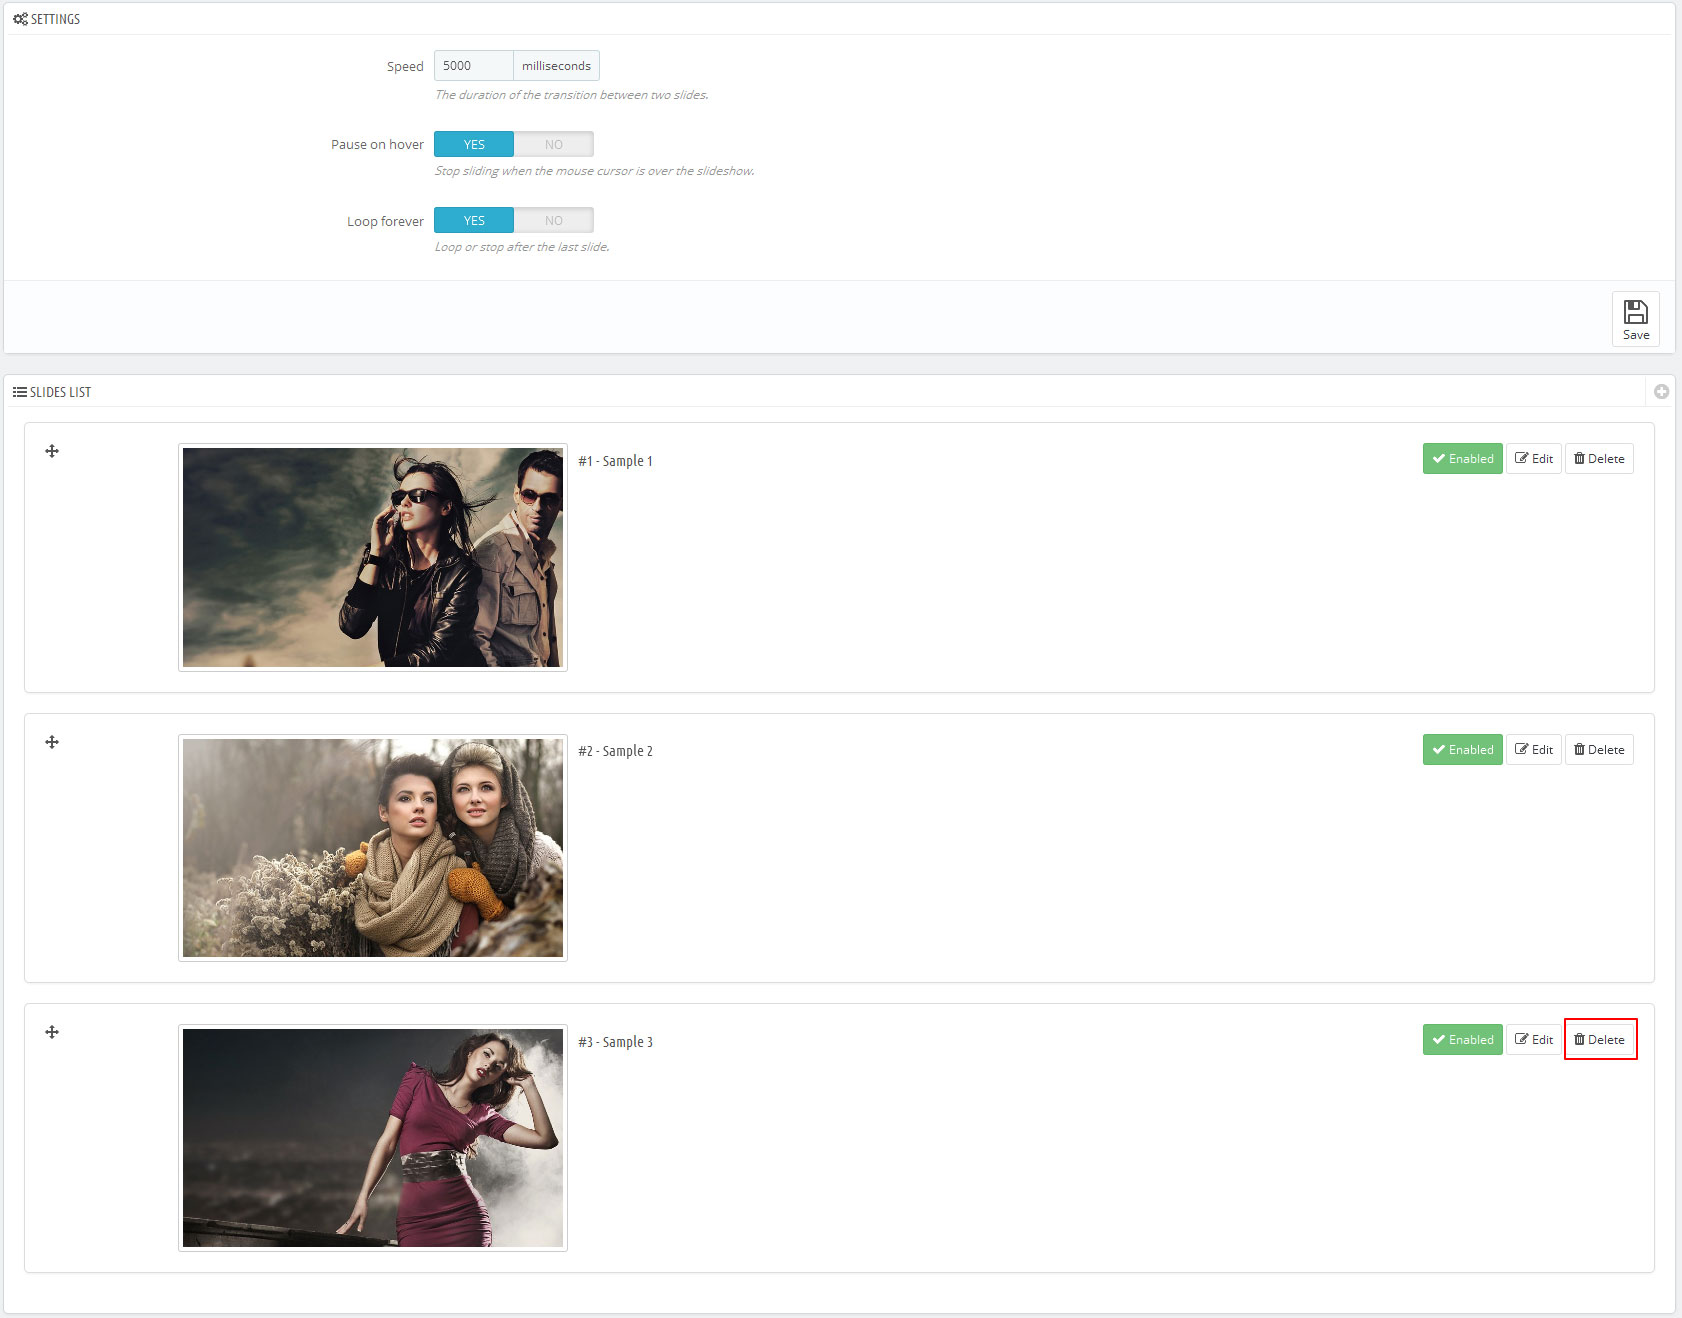 SETTINGS
Speed 5000 milliseconds
The duration of the transition between two slides.
Pause on hover YES NO
Stop sliding when the mouse cursor is over the slideshow.
Loop forever YES NO
Loop or stop after the last slide.
Save
SLIDES LIST
#1 - Sample 1 Enabled Edit Delete
#2 - Sample 2 Enabled Edit Delete
#3 - Sample 3 Enabled Edit Delete